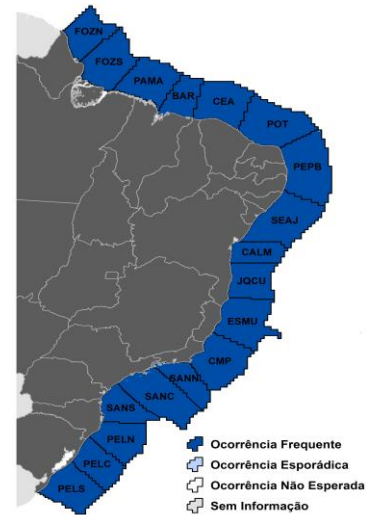 FOZN
FOZS
PAMA
BAR
CEA
POT
PEPB
SEAJ
CALM
JQCU
ESMU
CMP
SANN
SANC
SANS
PELN
PELC
PELS
Ocorrência Frequente
Ocorrência Esporádica
Ocorrência Não Esperada
Sem Informação